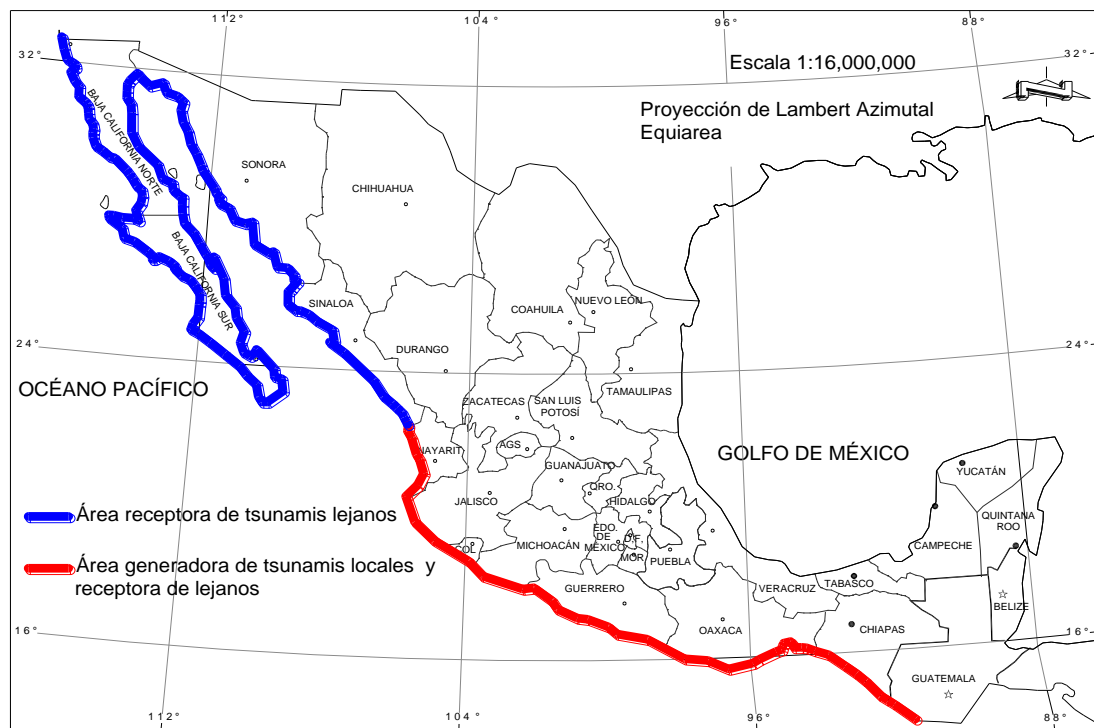 112°
104°
96°
88°
32°
32°
Escala 1:16,000,000
Proyección de Lambert Azimutal
Equiarea
BAJA CALIFORNIA NORTE
SONORA
CHIHUAHUA
BAJA CALIFORNIA SUR
SINALOA
COAHUILA
NUEVO LEÓN
24°
24°
DURANGO
OCÉANO PACÍFICO
ZACATECAS
SAN LUIS
POTOSÍ
TAMAULIPAS
NAYARIT
AGS
GOLFO DE MÉXICO
GUANAJUATO
YUCATÁN
QRO.
JALISCO
HIDALGO
QUINTANA
ROO
Área receptora de tsunamis lejanos
COL
MICHOACÁN
EDO.
DE
MÉXICO
D.F.
MOR
PUEBLA
CAMPECHE
Área generadora de tsunamis locales y
receptora de lejanos
GUERRERO
VERACRUZ
TABASCO
BELIZE
16°
OAXACA
CHIAPAS
16°
GUATEMALA
112°
104°
96°
88°